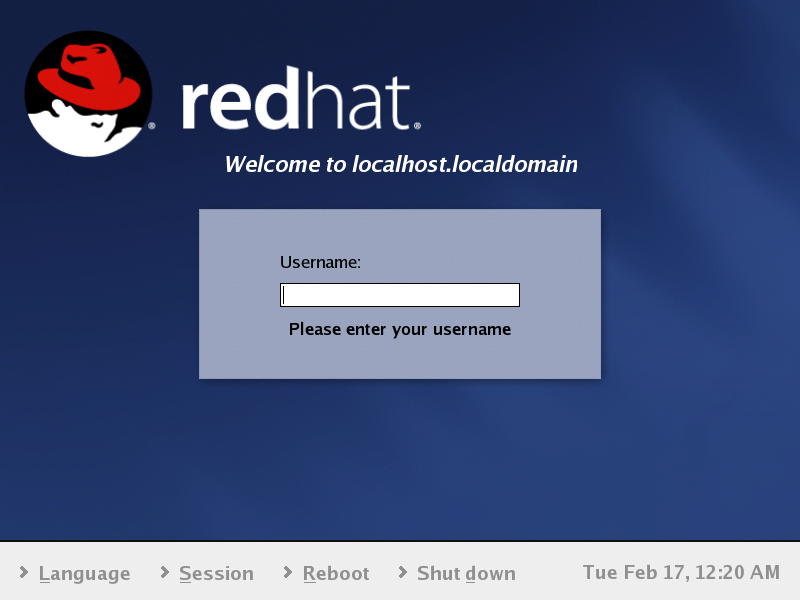 redhat.
Welcome to localhost.localdomain
Username:
Please enter your username
Language Session Reboot Shut down Tue Feb 17, 12:20 AM